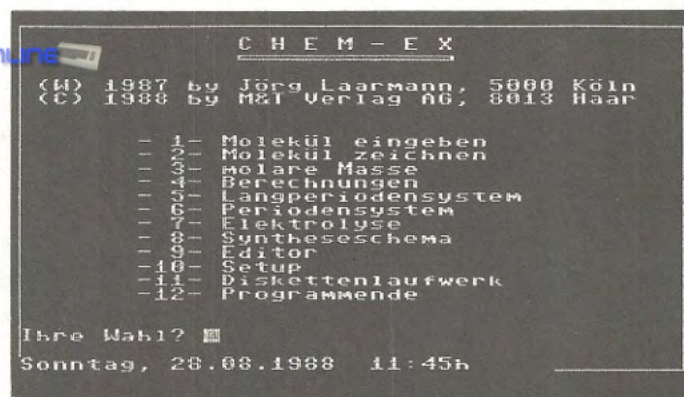 C H E M - E X
(W) 1987 by Jörg Laarmann, 5000 Köln
(C) 1988 by M&T Verlag AG, 8013 Haar
- 1- Molekül eingeben
- 2- Molekül zeichnen
- 3- molare Masse
- 4- Berechnungen
- 5- Langperiodensystem
- 6- Periodensystem
- 7- Elektrolyse
- 8- Syntheseschema
- 9- Editor
-10- Setup
-11- Diskettenlaufwerk
-12- Programmende
Ihre Wahl?
Sonntag, 28.08.1988 11:45h